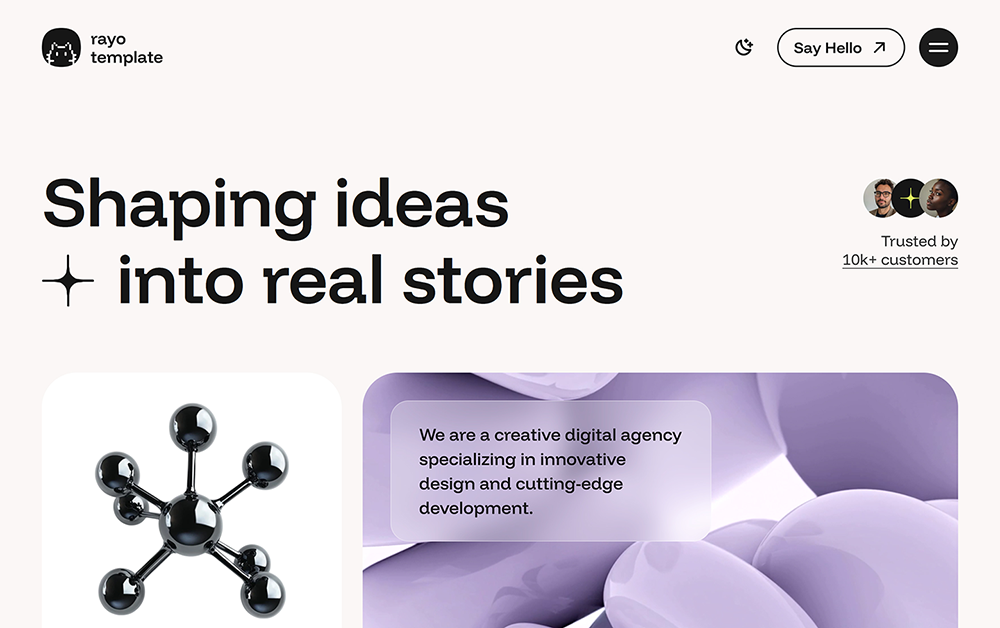 rayo
template
Say Hello
Shaping ideas
into real stories
Trusted by
10k+ customers
We are a creative digital agency
specializing in innovative
design and cutting-edge
development.